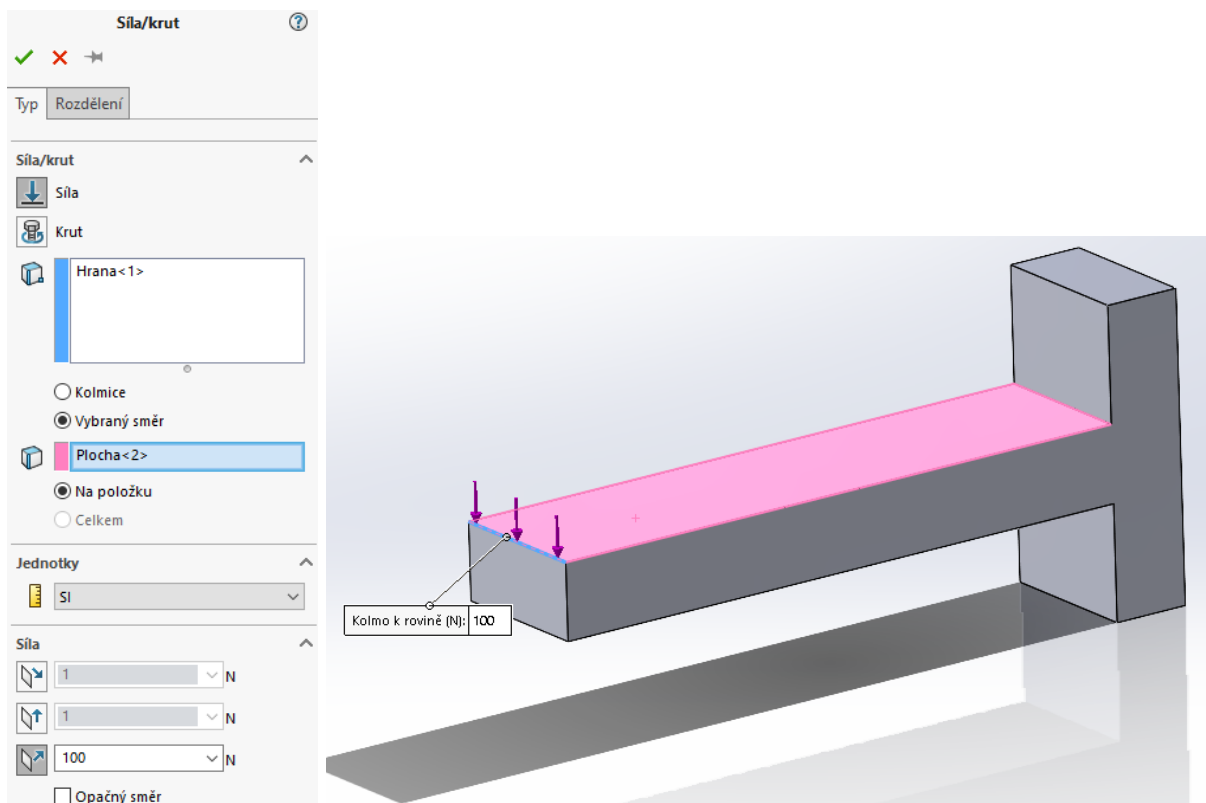 Síla/krut
Typ
Rozdělení
Síla/krut
Síla
Krut
Hrana<1>
Kolmice
Vybraný směr
Plocha<2>
Na položku
Celkem
Jednotky
SI
Síla
1 N
1 N
100 N
Opačný směr
Kolmo k rovině (N): 100